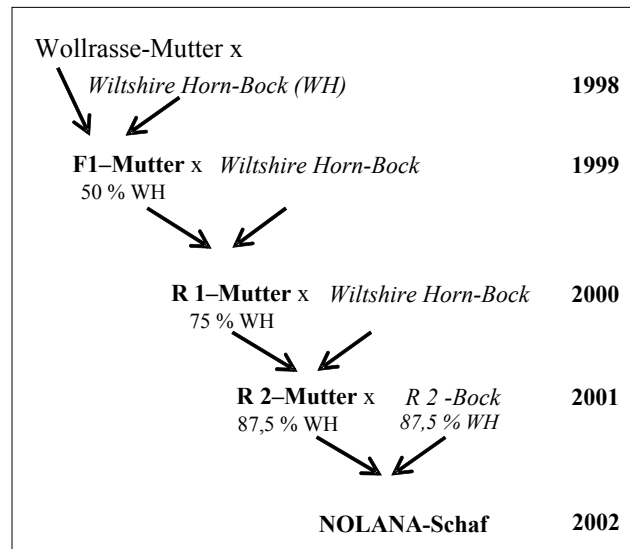 Wollrasse-Mutter x
Wiltshire Horn-Bock (WH) 1998
F1–Mutter x Wiltshire Horn-Bock 1999
50 % WH
R 1–Mutter x Wiltshire Horn-Bock 2000
75 % WH
R 2–Mutter x R 2 -Bock 2001
87,5 % WH 87,5 % WH
NOLANA-Schaf 2002